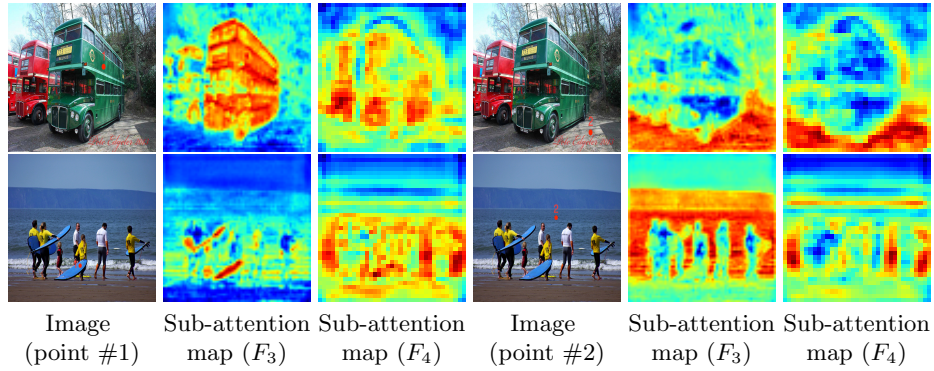 2
Image
(point #1)
Sub-attention
map (F₃)
Sub-attention
map (F₄)
Image
(point #2)
Sub-attention
map (F₃)
Sub-attention
map (F₄)